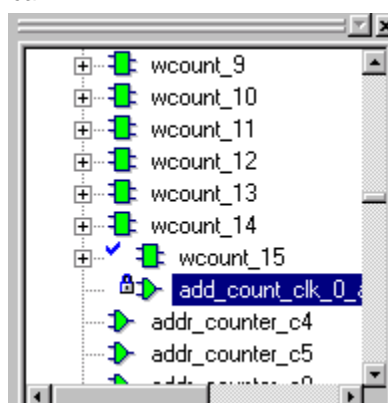 wcount_9
wcount_10
wcount_11
wcount_12
wcount_13
wcount_14
wcount_15
add_count_clk_0_
addr_counter_c4
addr_counter_c5